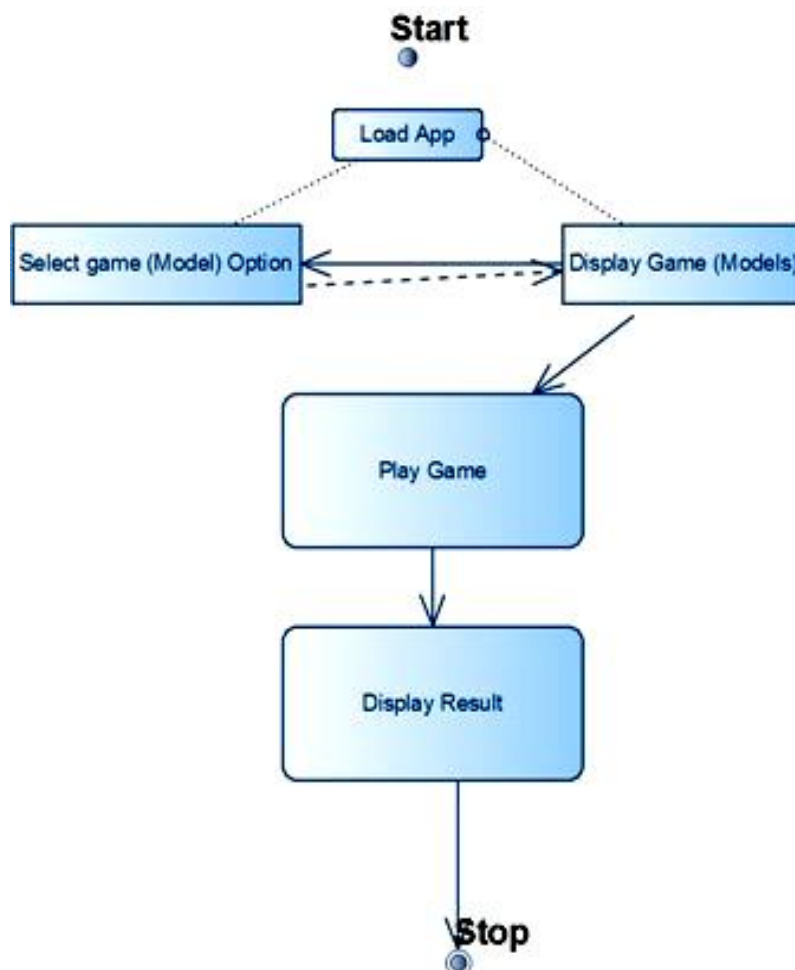 Start
Load App
Select game (Model) Option
Display Game (Models)
Play Game
Display Result
Stop